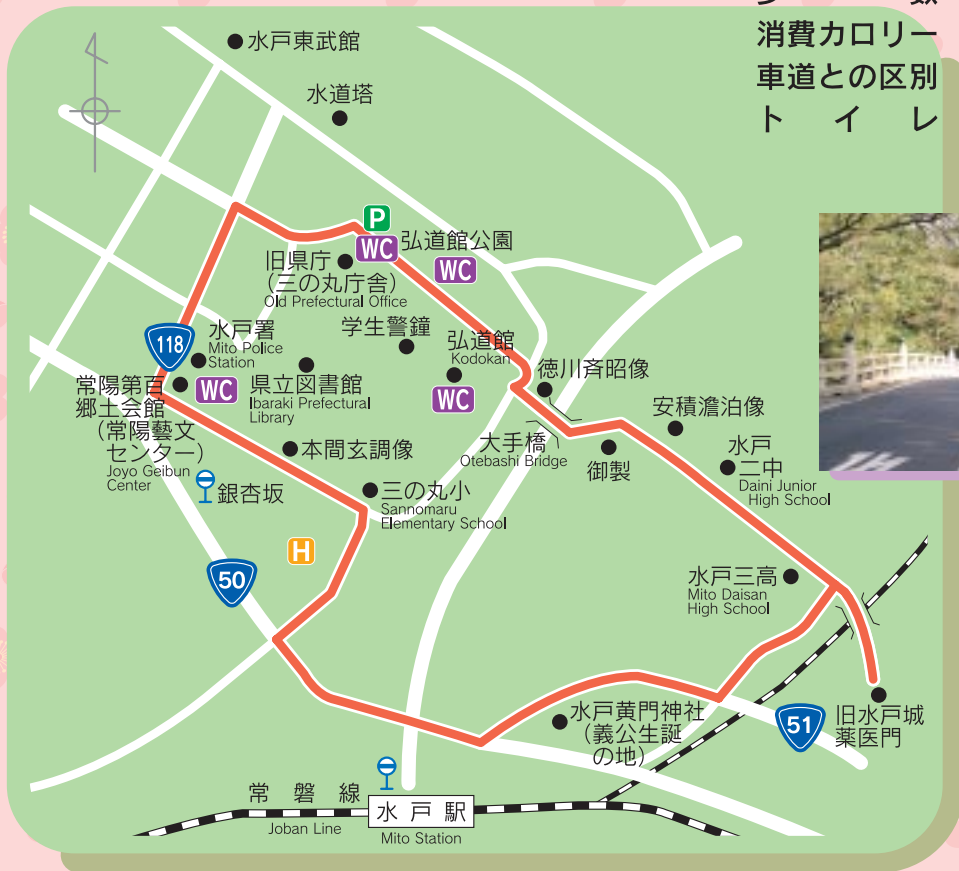 数
消費カロリー
車道との区別
トイレ
水戸東武館
水道塔
P
WC
弘道館公園
WC
旧県庁
（三の丸庁舎）
Old Prefectural Office
学生警鐘
弘道館
Kodokan
WC
118
水戸署
Mito Police
Station
WC
県立図書館
Ibaraki Prefectural
Library
常陽第百
郷土会館
（常陽藝文
センター）
Joyo Geibun
Center
本間玄調像
銀杏坂
三の丸小
Sannomaru
Elementary School
徳川斉昭像
大手橋
Otebashi Bridge
御製
安積澹泊像
水戸
二中
Daini Junior
High School
H
50
水戸三高
Mito Daisan
High School
水戸黄門神社
（義公生誕
の地）
51
旧水戸城
薬医門
常磐線
Joban Line
水戸駅
Mito Station